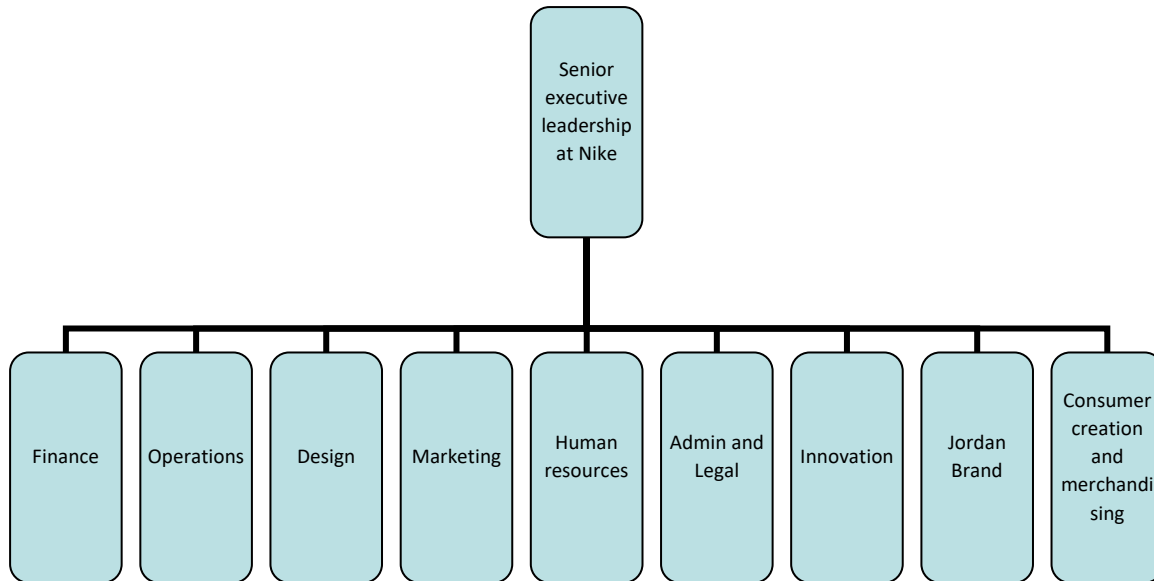 Senior
executive
leadership
at Nike
Finance
Operations
Design
Marketing
Human
resources
Admin and
Legal
Innovation
Jordan
Brand
Consumer
creation
and
merchandi
sing